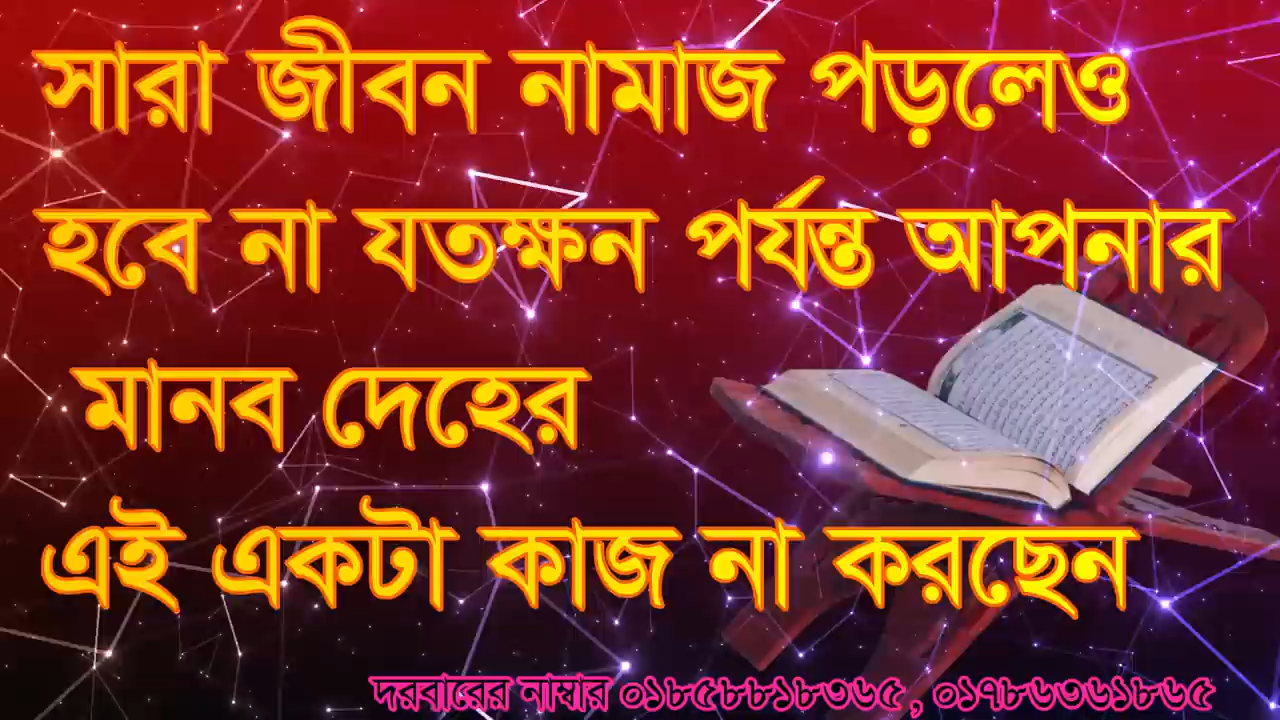 সারা জীবন নামাজ পড়লেও
হবে না যতক্ষন পর্যন্ত আপনার
মানব দেহের
এই একটা কাজ না করছেন
দরবারের নাম্বার ০১৮৫৮৮১৮৩৬৫, ০১৭৮৬৩৬১৮৬৫